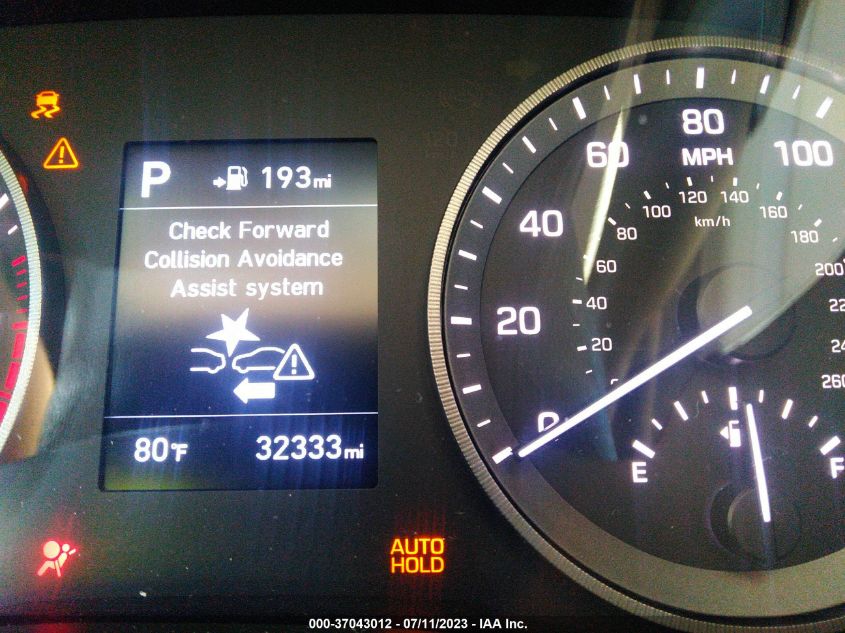 P 193mi
Check Forward
Collision Avoidance
Assist system
80°F 32333mi
AUTO
HOLD
20
40
60
80
100
MPH
km/h
20
40
60
80
100
120
140
160
180
200
260
E
F
000-37043012 - 07/11/2023 - IAA Inc.